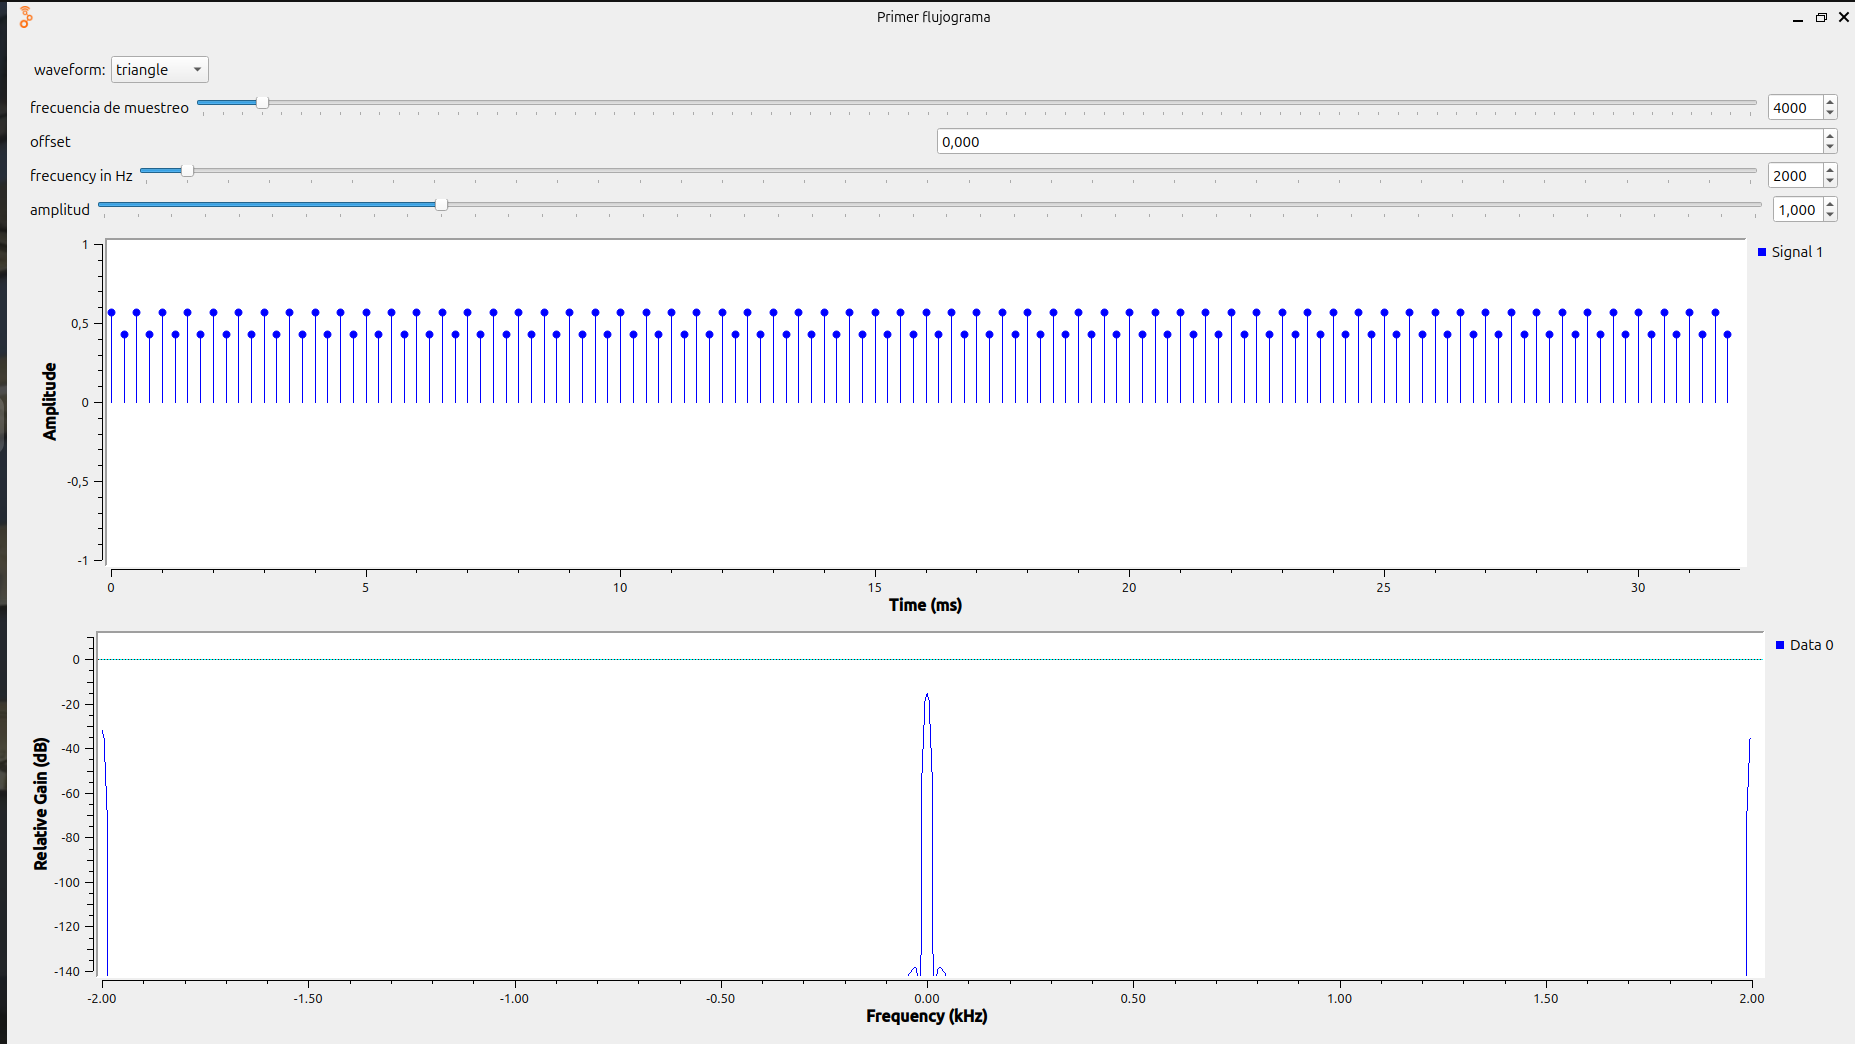 Primer flujograma
waveform: triangle
frecuencia de muestreo 4000
offset 0,000
frecuency in Hz 2000
amplitud 1,000
Signal 1
1
0,5
0
-0,5
-1
Amplitude
0 5 10 15 20 25 30
Time (ms)
Data 0
0
-20
-40
-60
-80
-100
-120
-140
Relative Gain (dB)
-2.00 -1.50 -1.00 -0.50 0.00 0.50 1.00 1.50 2.00
Frequency (kHz)